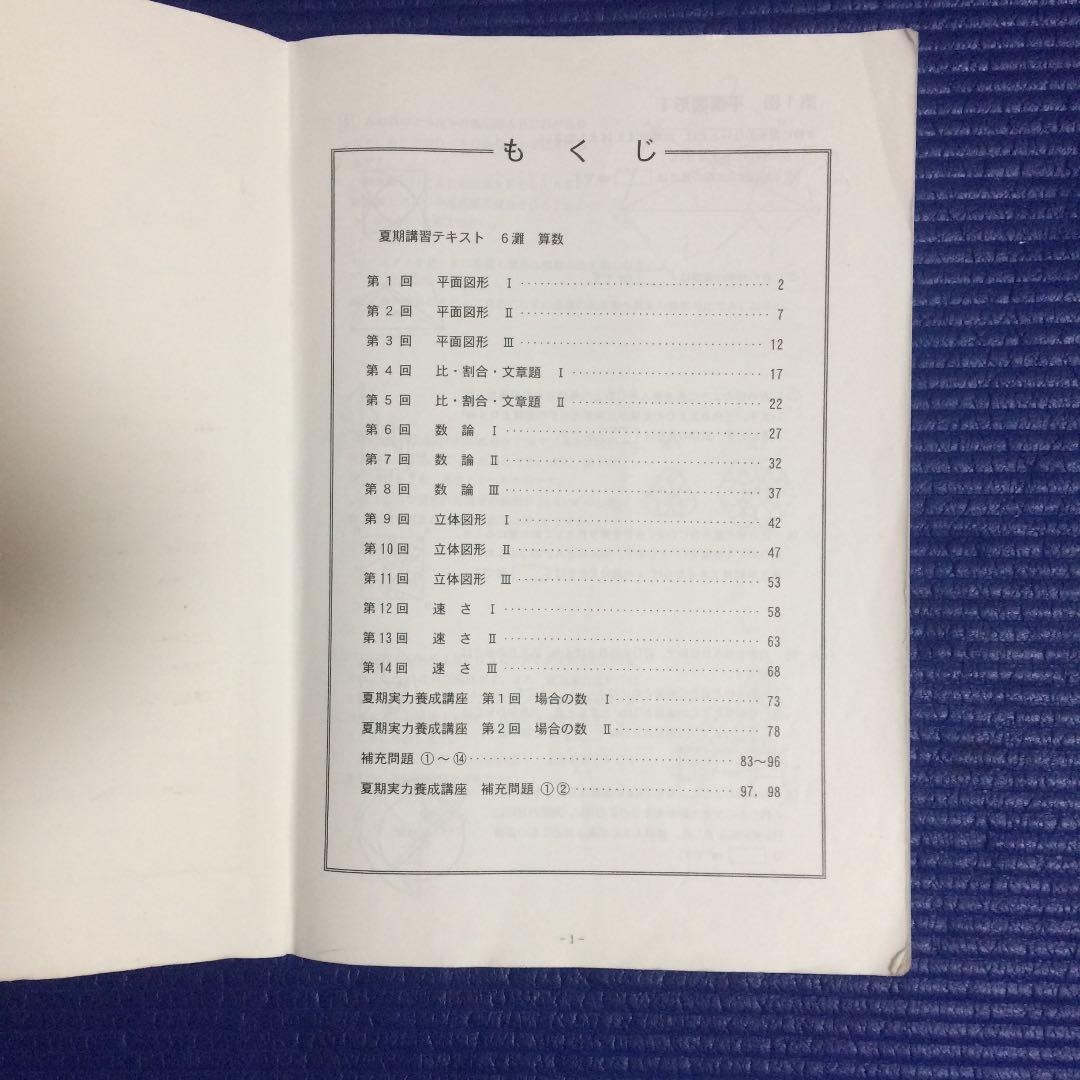 もくじ
夏期講習テキスト 6灘 算数
第1回 平面図形 Ⅰ 2
第2回 平面図形 Ⅱ 7
第3回 平面図形 Ⅲ 12
第4回 比・割合・文章題 Ⅰ 17
第5回 比・割合・文章題 Ⅱ 22
第6回 数論 Ⅰ 27
第7回 数論 Ⅱ 32
第8回 数論 Ⅲ 37
第9回 立体図形 Ⅰ 42
第10回 立体図形 Ⅱ 47
第11回 立体図形 Ⅲ 53
第12回 速さ Ⅰ 58
第13回 速さ Ⅱ 63
第14回 速さ Ⅲ 68
夏期実力養成講座 第1回 場合の数 Ⅰ 73
夏期実力養成講座 第2回 場合の数 Ⅱ 78
補充問題 ①～⑭ 83～96
夏期実力養成講座 補充問題 ①② 97, 98
-1-